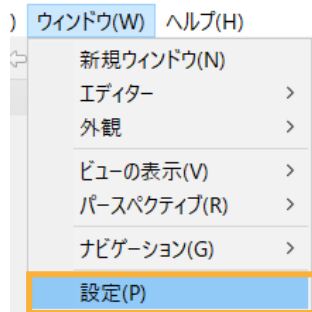 ) ウィンドウ(W) ヘルプ(H)
新規ウィンドウ(N)
エディター >
外観 >
ビューの表示(V) >
パースペクティブ(R) >
ナビゲーション(G) >
設定(P)